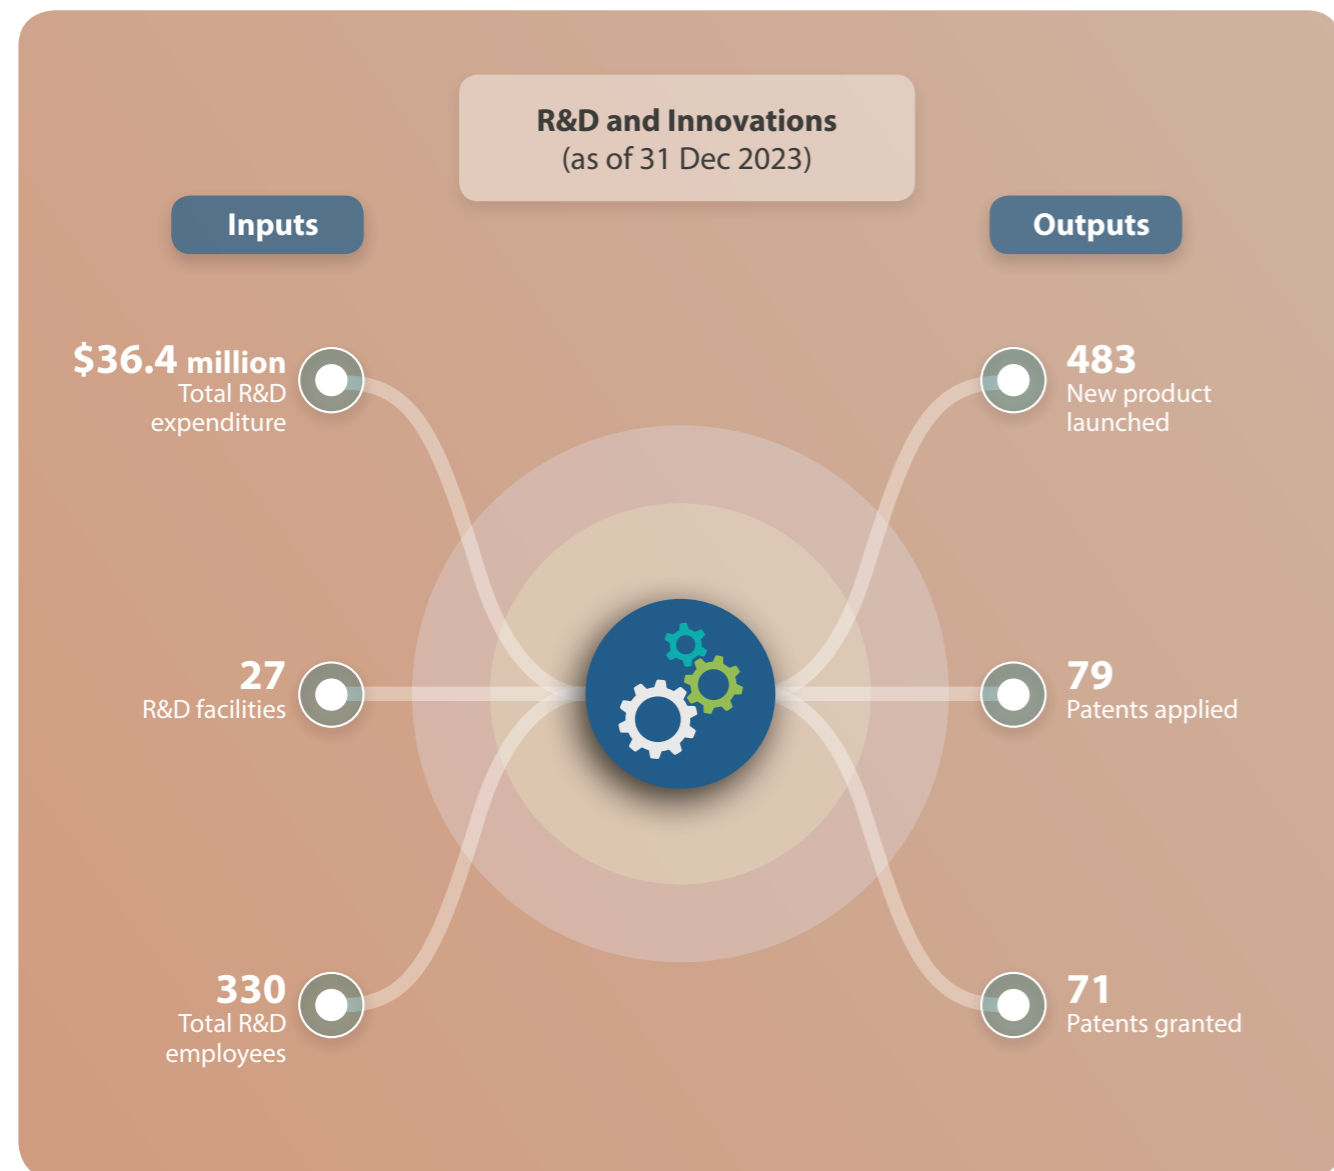 R&D and Innovations
(as of 31 Dec 2023)
Inputs
Outputs
$36.4 million
Total R&D
expenditure
27
R&D facilities
330
Total R&D
employees
483
New product
launched
79
Patents applied
71
Patents granted